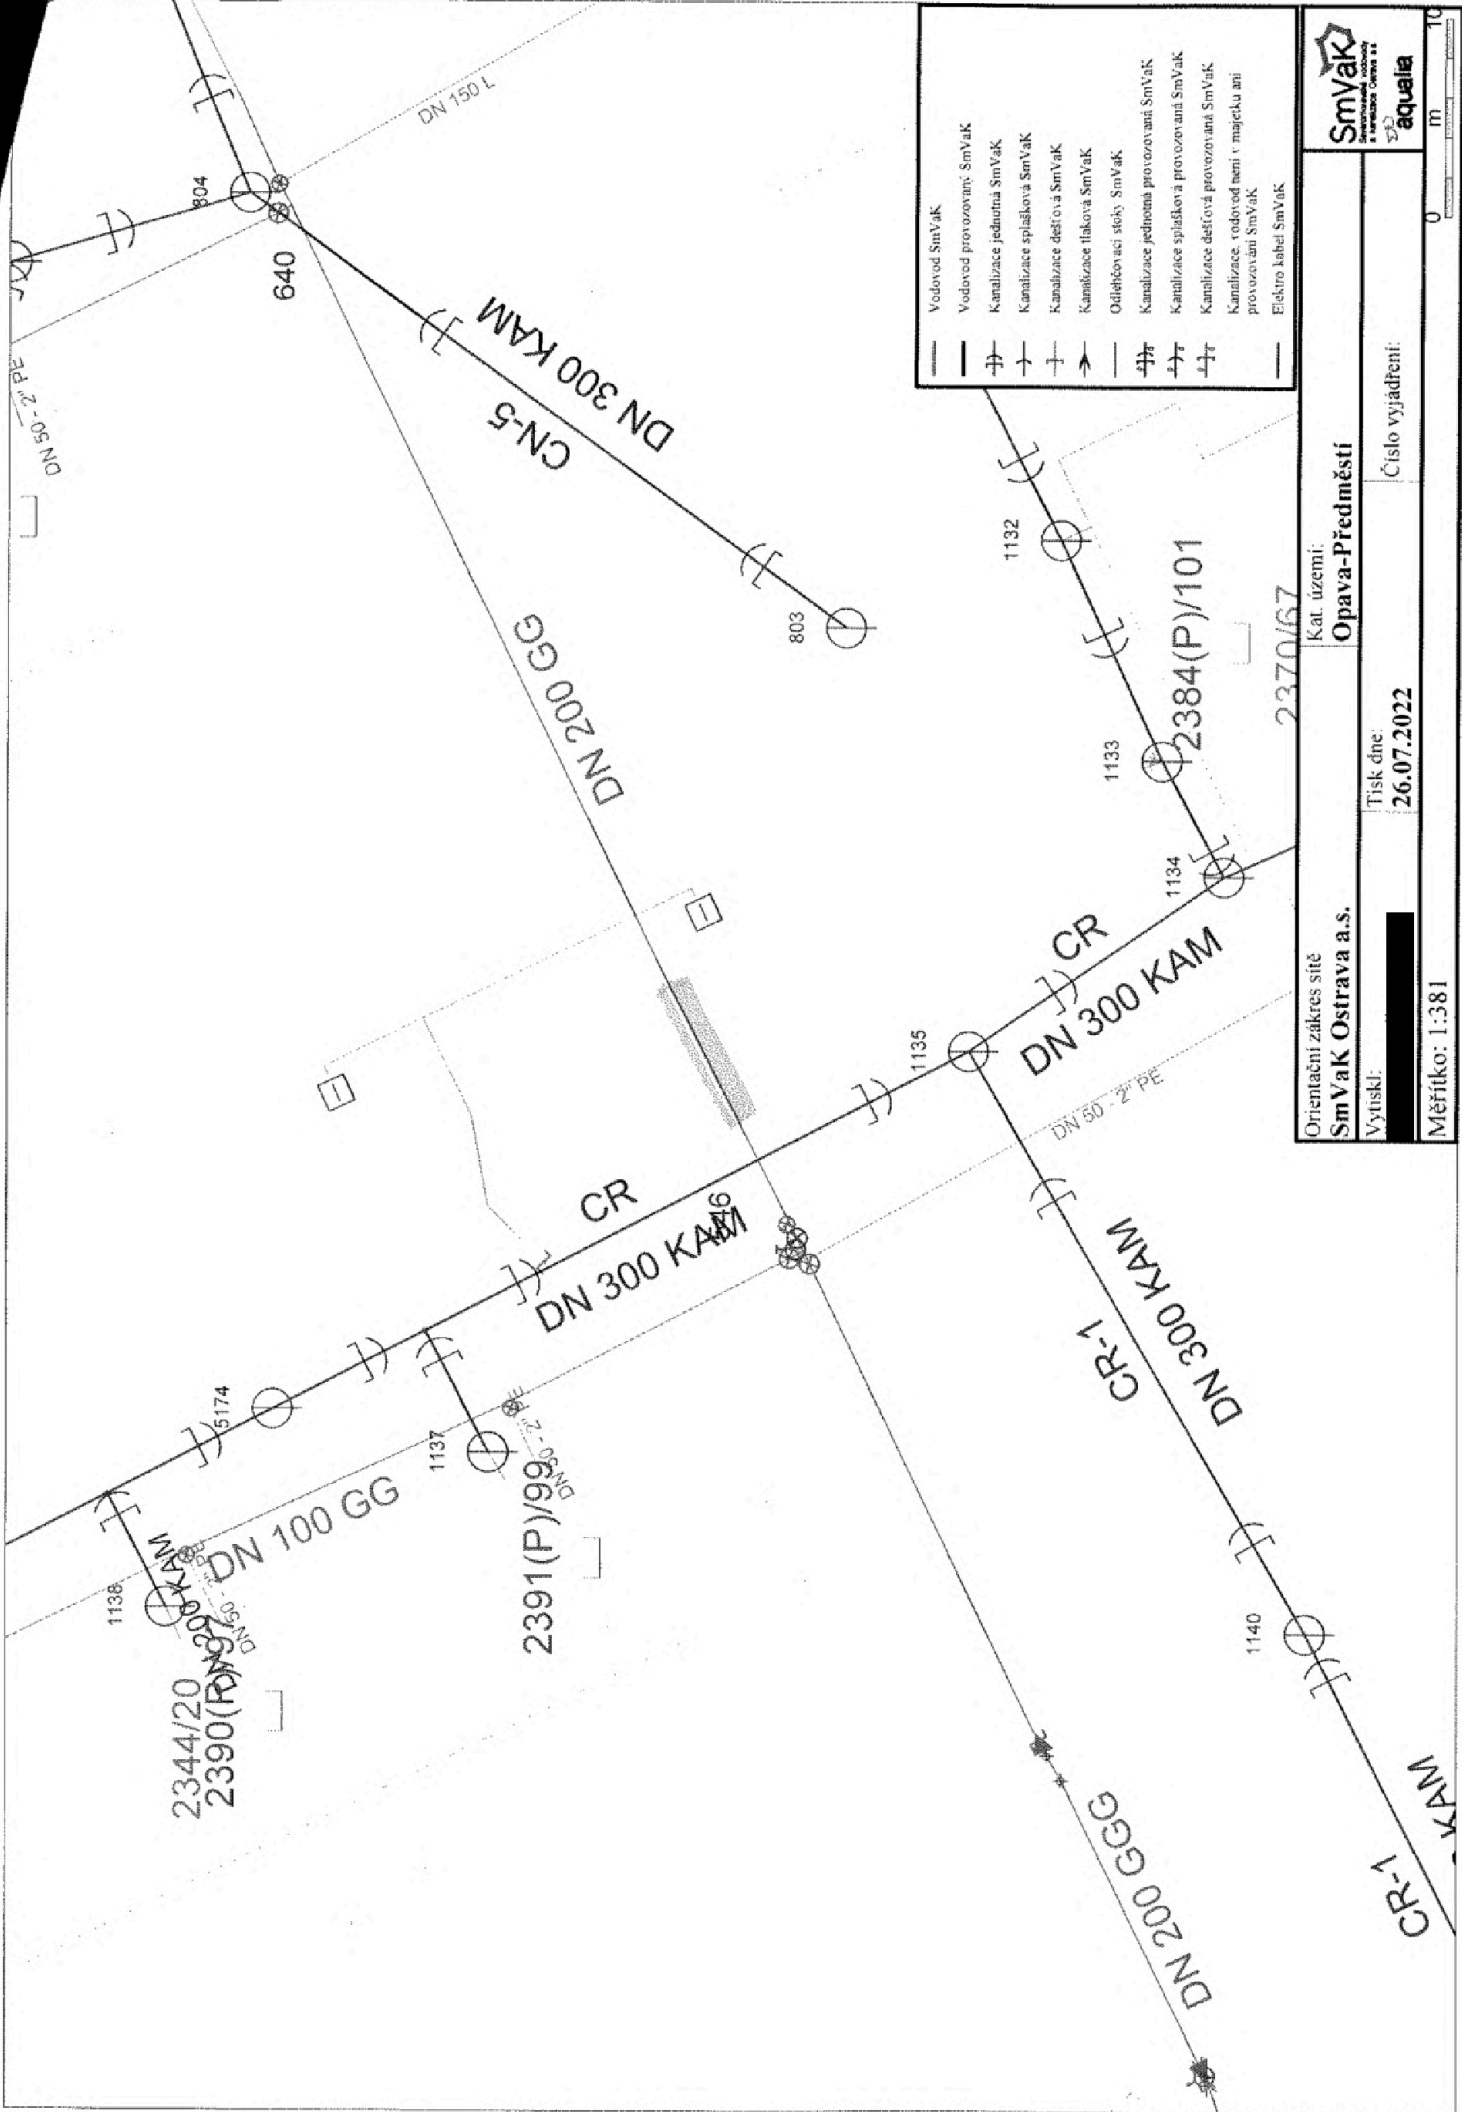 DN 150 L
804
640
DN 50 - 2" PE
CN-5
DN 300 KAM
803
DN 200 GG
1132
1133
2384(P)/101
2370/67
1134
CR
DN 300 KAM
1135
DN 50 - 2" PE
CR
DN 300 KAM
5174
1137
DN 50 - 2" PE
2391(P)/99
DN 100 GG
1138
2344/20
CR-1
DN 300 KAM
1140
DN 200 GGG
CR-1
KAM
Vodovod SmVaK
Vodovod provozovaný SmVaK
Kanalizace jednotná SmVaK
Kanalizace splašková SmVaK
Kanalizace dešťová SmVaK
Kanalizace tlaková SmVaK
Odlehčovací stoky SmVaK
Kanalizace jednotná provozovaná SmVaK
Kanalizace splašková provozovaná SmVaK
Kanalizace dešťová provozovaná SmVaK
Kanalizace, vodovod není v majetku ani
provozování SmVaK
Elektro kabel SmVaK
Orientační zákres sítě
SmVaK Ostrava a.s.
Kat. území:
Opava-Předměstí
SmVaK
aqualia
Vytiskl:
Tisk dne:
26.07.2022
Číslo vyjádření:
Měřítko: 1:381
0
m
10